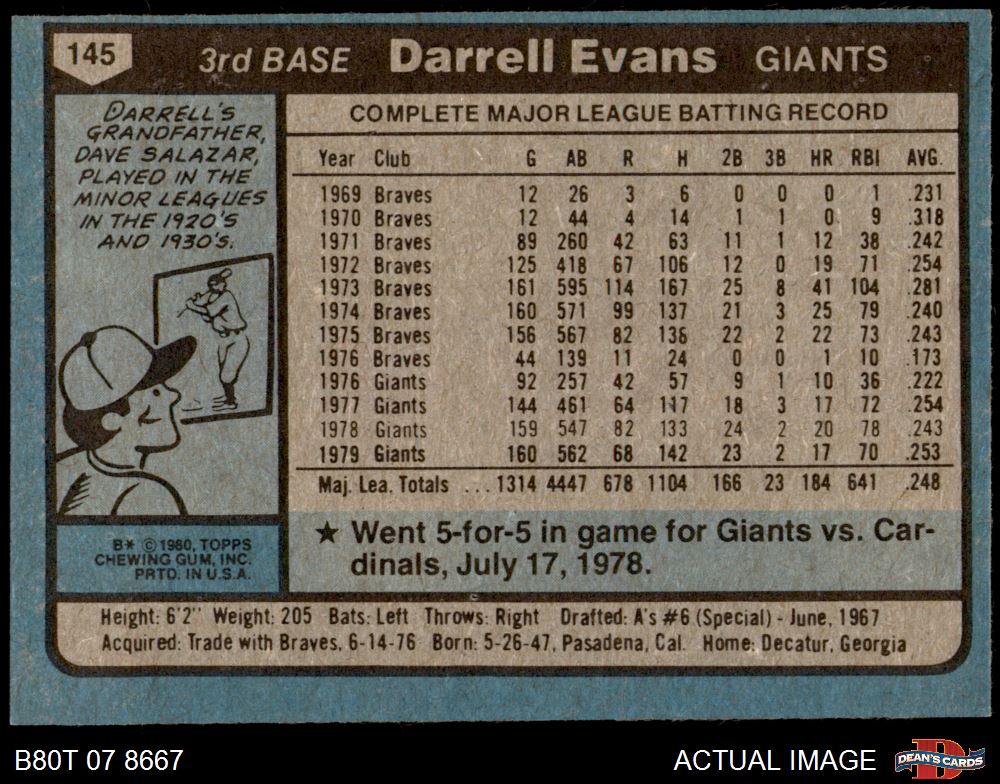 145 3rd BASE Darrell Evans GIANTS
DARRELL'S
GRANDFATHER,
DAVE SALAZAR,
PLAYED IN THE
MINOR LEAGUES
IN THE 1920'S
AND 1930'S.
B* © 1980, TOPPS
CHEWING GUM, INC.
PRTD. IN U.S.A.
COMPLETE MAJOR LEAGUE BATTING RECORD
Year Club G AB R H 2B 3B HR RBI AVG.
1969 Braves 12 26 3 6 0 0 0 1 .231
1970 Braves 12 44 4 14 1 1 0 9 .318
1971 Braves 89 260 42 63 11 1 12 38 .242
1972 Braves 125 418 67 106 12 0 19 71 .254
1973 Braves 161 595 114 167 25 8 41 104 .281
1974 Braves 160 571 99 137 21 3 25 79 .240
1975 Braves 156 567 82 138 22 2 22 73 .243
1976 Braves 44 139 11 24 0 0 1 10 .173
1976 Giants 92 257 42 57 9 1 10 36 .222
1977 Giants 144 461 64 117 18 3 17 72 .254
1978 Giants 159 547 82 133 24 2 20 78 .243
1979 Giants 160 562 68 142 23 2 17 70 .253
Maj. Lea. Totals ... 1314 4447 678 1104 166 23 184 641 .248
★ Went 5-for-5 in game for Giants vs. Car-
dinals, July 17, 1978.
Height: 6'2" Weight: 205 Bats: Left Throws: Right Drafted: A's #6 (Special) - June, 1967
Acquired: Trade with Braves, 6-14-76 Born: 5-26-47, Pasadena, Cal. Home: Decatur, Georgia
B80T 07 8667 ACTUAL IMAGE DEAN'S CARDS